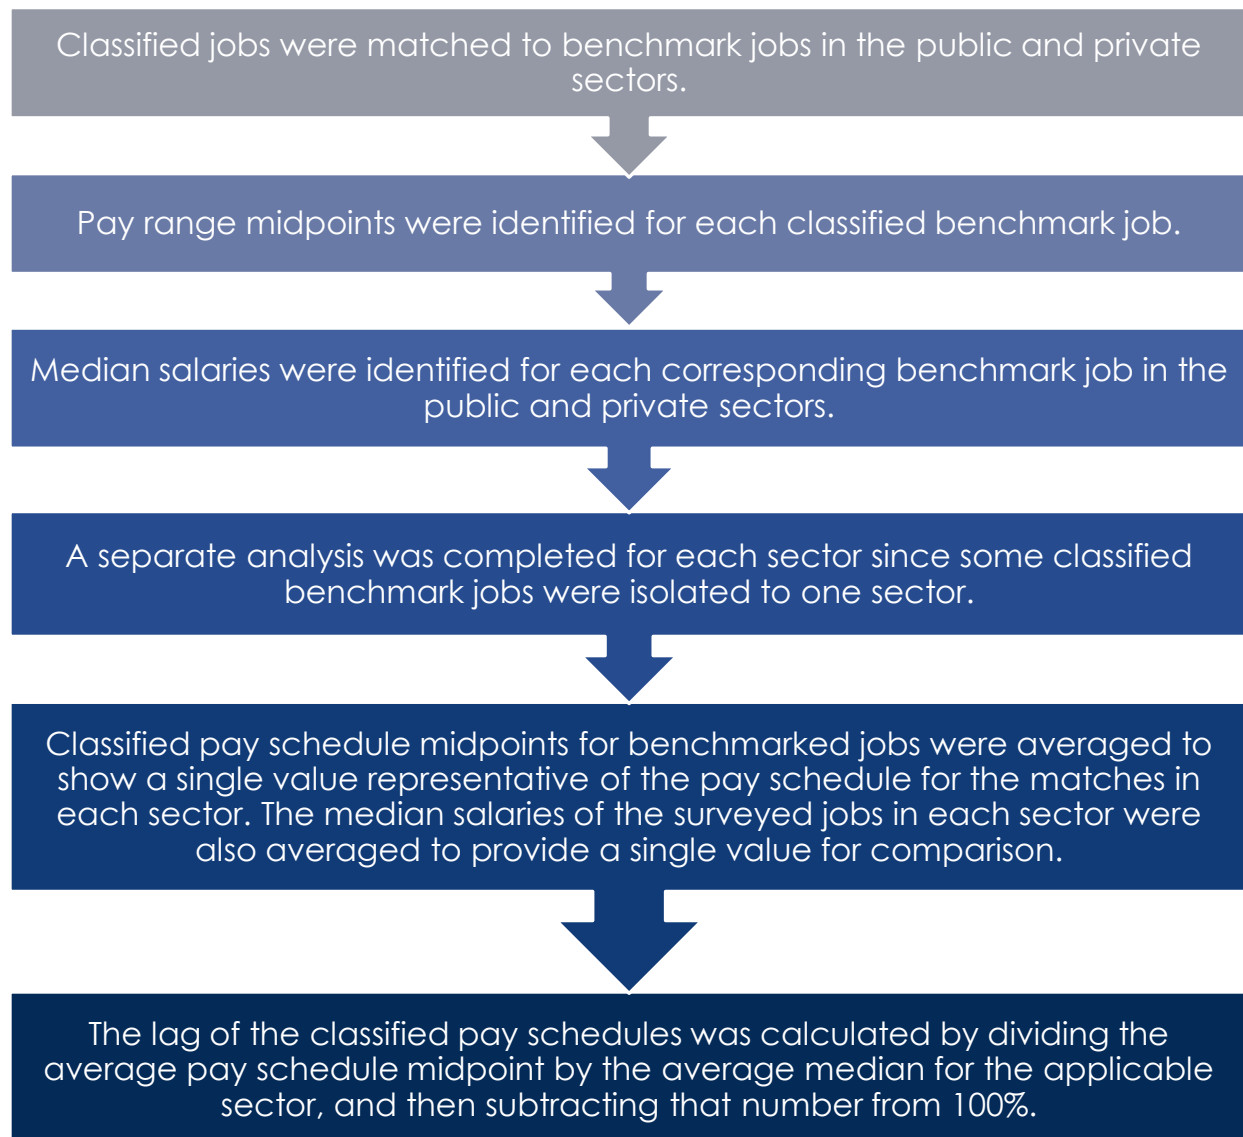 Classified jobs were matched to benchmark jobs in the public and private
sectors.
Pay range midpoints were identified for each classified benchmark job.
Median salaries were identified for each corresponding benchmark job in the
public and private sectors.
A separate analysis was completed for each sector since some classified
benchmark jobs were isolated to one sector.
Classified pay schedule midpoints for benchmarked jobs were averaged to
show a single value representative of the pay schedule for the matches in
each sector. The median salaries of the surveyed jobs in each sector were
also averaged to provide a single value for comparison.
The lag of the classified pay schedules was calculated by dividing the
average pay schedule midpoint by the average median for the applicable
sector, and then subtracting that number from 100%.